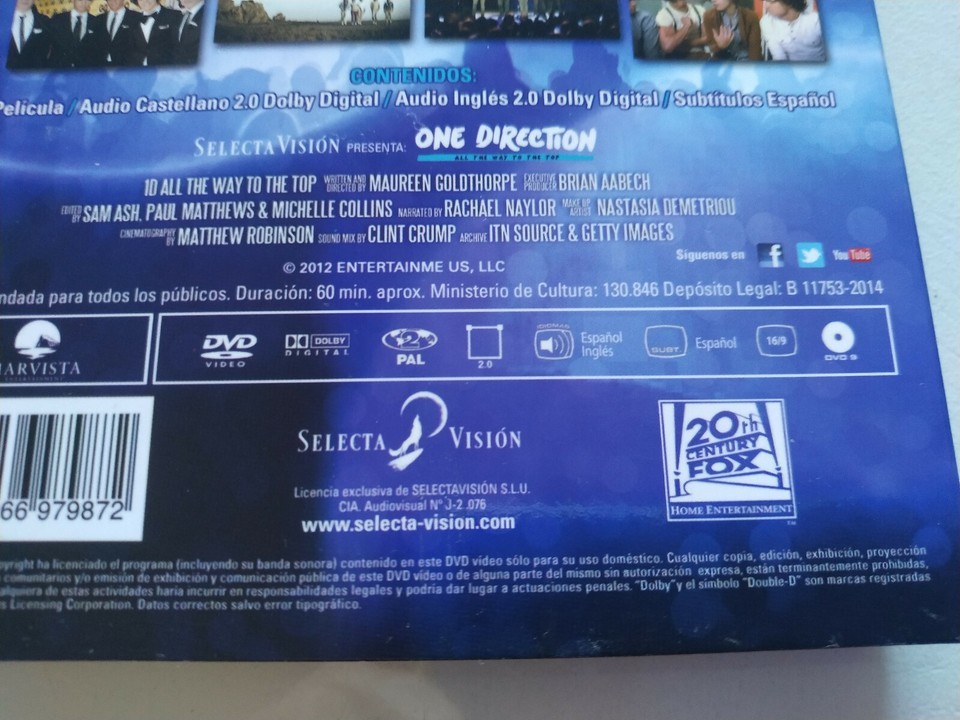 CONTENIDOS:
Película / Audio Castellano 2.0 Dolby Digital / Audio Inglés 2.0 Dolby Digital / Subtítulos Español
SELECTA VISIÓN PRESENTA: ONE DIRECTION
ALL THE WAY TO THE TOP
1D ALL THE WAY TO THE TOP WRITTEN AND DIRECTED BY MAUREEN GOLDTHORPE EXECUTIVE PRODUCER BRIAN AABECH
EDITED BY SAM ASH, PAUL MATTHEWS & MICHELLE COLLINS NARRATED BY RACHAEL NAYLOR MAKE UP ARTIST NASTASIA DEMETRIOU
CINEMATOGRAPHY BY MATTHEW ROBINSON SOUND MIX BY CLINT CRUMP ARCHIVE ITN SOURCE & GETTY IMAGES
Síguenos en f YouTube
© 2012 ENTERTAINME US, LLC
ndada para todos los públicos. Duración: 60 min. aprox. Ministerio de Cultura: 130.846 Depósito Legal: B 11753-2014
ARVISTA
ENTERTAINMENT
DVD VIDEO
DOLBY DIGITAL
2 PAL
2.0
IDIOMAS Español Inglés
SUBT. Español
16/9
DVD 5
66 979872
SELECTA VISIÓN
Licencia exclusiva de SELECTAVISIÓN S.L.U.
CIA. Audiovisual Nº J-2 .076
www.selecta-vision.com
20th CENTURY FOX
HOME ENTERTAINMENT
TM
pyright ha licenciado el programa (incluyendo su banda sonora) contenido en este DVD vídeo sólo para su uso doméstico. Cualquier copia, edición, exhibición, proyección
comunitarios y/o emisión de exhibición y comunicación pública de este DVD vídeo o de alguna parte del mismo sin autorización expresa, están terminantemente prohibidas,
alquiera de estas actividades haría incurrir en responsabilidades legales y podría dar lugar a actuaciones penales. "Dolby" y el símbolo "Double-D" son marcas registradas
s Licensing Corporation. Datos correctos salvo error tipográfico.